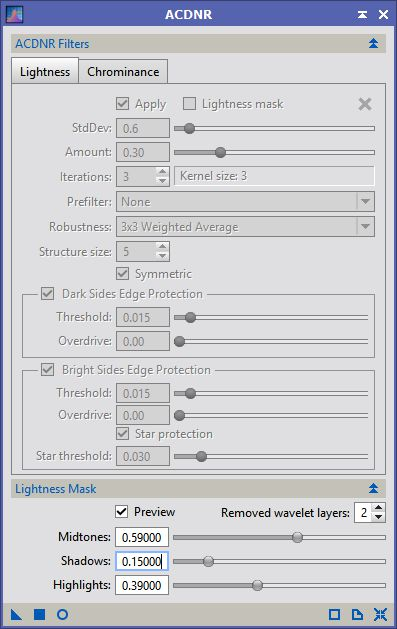 ACDNR
ACDNR Filters
Lightness Chrominance
Apply Lightness mask
StdDev: 0.6
Amount: 0.30
Iterations: 3 Kernel size: 3
Prefilter: None
Robustness: 3x3 Weighted Average
Structure size: 5
Symmetric
Dark Sides Edge Protection
Threshold: 0.015
Overdrive: 0.00
Bright Sides Edge Protection
Threshold: 0.015
Overdrive: 0.00
Star protection
Star threshold: 0.030
Lightness Mask
Preview Removed wavelet layers: 2
Midtones: 0.59000
Shadows: 0.15000
Highlights: 0.39000